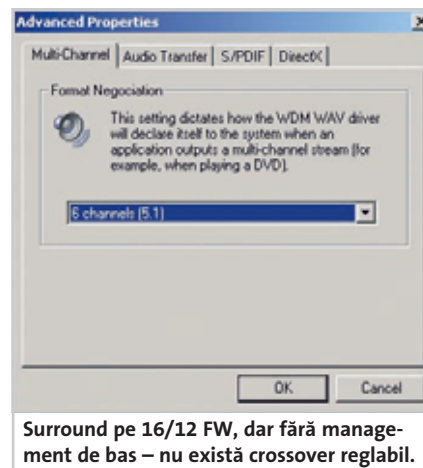 Advanced Properties
Multi-Channel Audio Transfer S/PDIF DirectX
Format Negociation
This setting dictates how the WDM WAV driver
will declare itself to the system when an
application outputs a multi-channel stream (for
example, when playing a DVD).
6 channels (5.1)
OK Cancel
Surround pe 16/12 FW, dar fără manage-
ment de bas – nu există crossover reglabil.